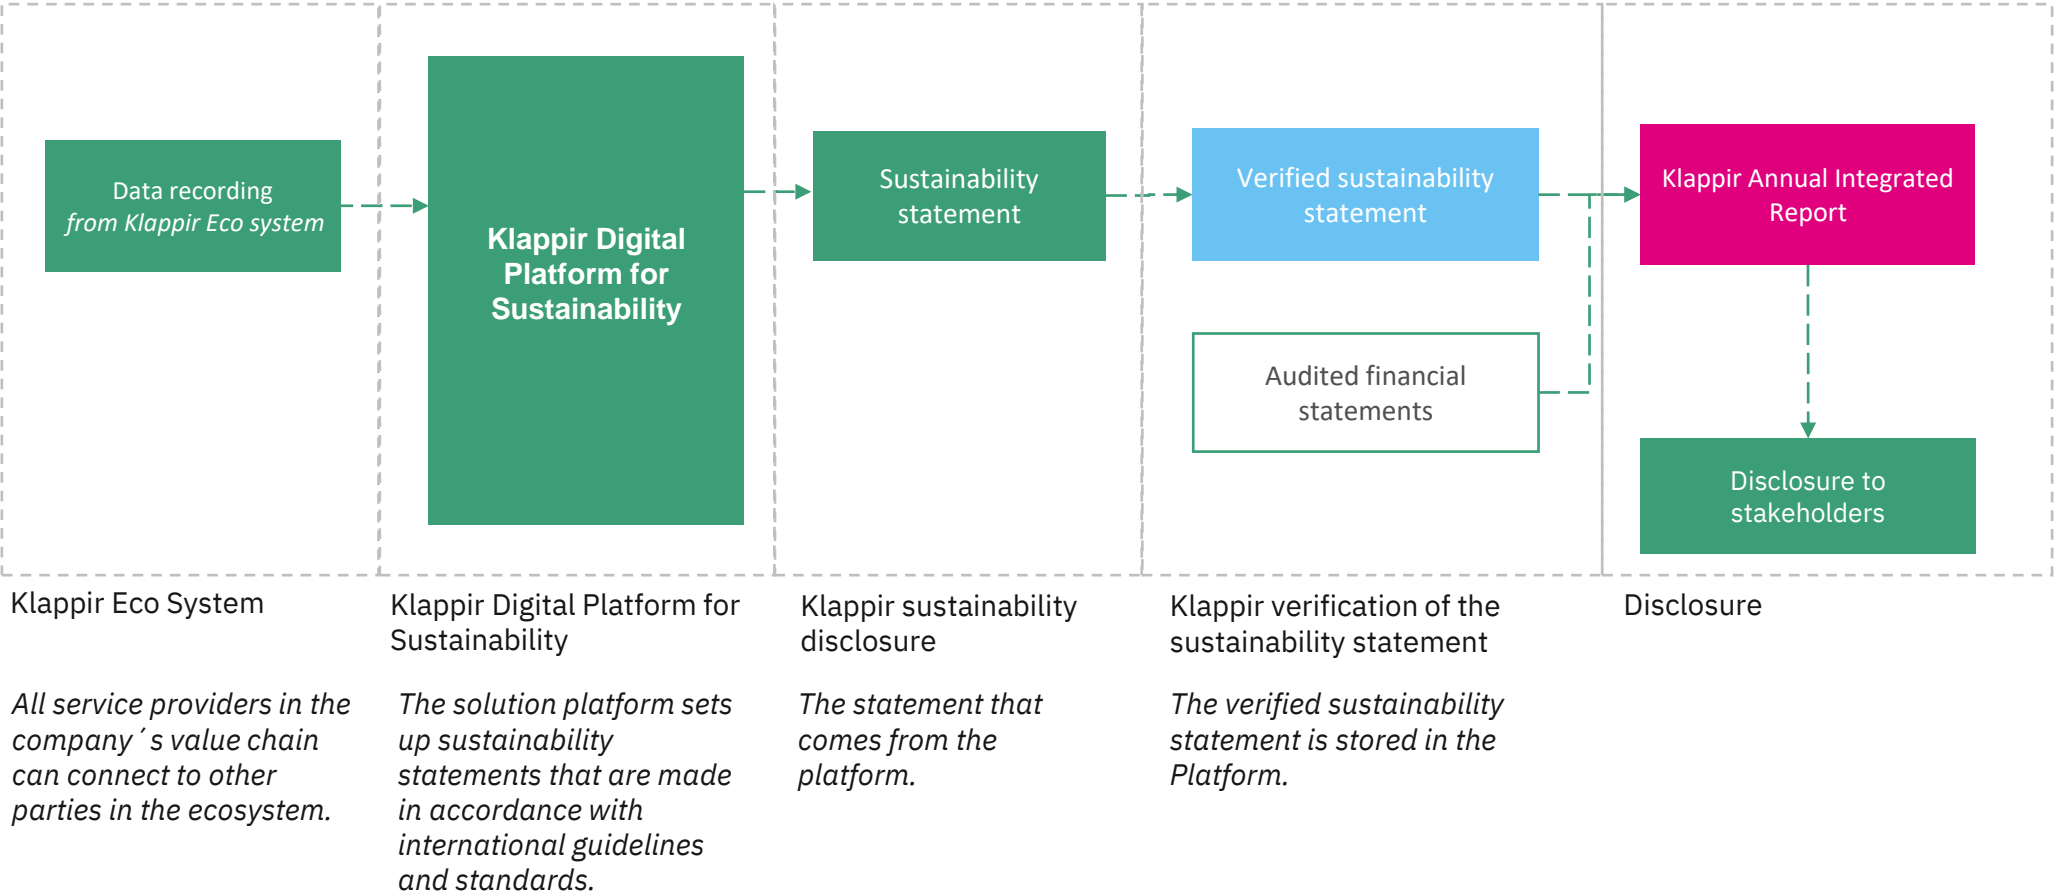 Data recording
from Klappir Eco system
Klappir Digital
Platform for
Sustainability
Sustainability
statement
Verified sustainability
statement
Audited financial
statements
Klappir Annual Integrated
Report
Disclosure to
stakeholders
Klappir Eco System
All service providers in the
company´s value chain
can connect to other
parties in the ecosystem.
Klappir Digital Platform for
Sustainability
The solution platform sets
up sustainability
statements that are made
in accordance with
international guidelines
and standards.
Klappir sustainability
disclosure
The statement that
comes from the
platform.
Klappir verification of the
sustainability statement
The verified sustainability
statement is stored in the
Platform.
Disclosure